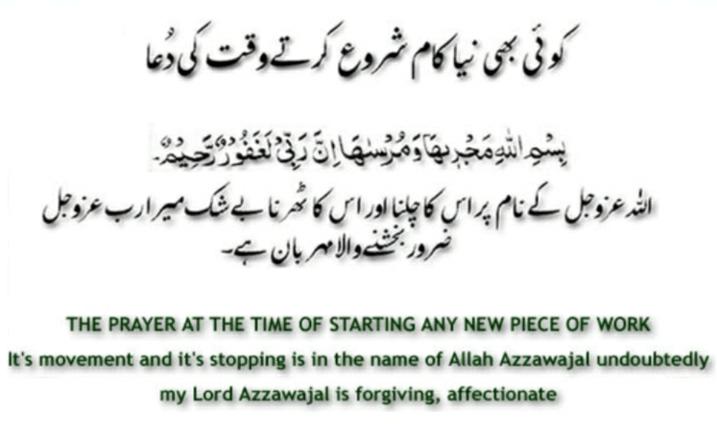 کوئی بھی نیا کام شروع کرتے وقت کی دُعا
بِسْمِ اللّٰهِ مَجْرٖىهَا وَمُرْسٰىهَا اِنَّ رَبِّيْ لَغَفُوْرٌ رَّحِيْمٌ۔
اللہ عزوجل کے نام پر اس کا چلنا اور اس کا ٹھرنا بے شک میرا رب عزوجل
ضرور بخشنے والا مہربان ہے۔
THE PRAYER AT THE TIME OF STARTING ANY NEW PIECE OF WORK
It's movement and it's stopping is in the name of Allah Azzawajal undoubtedly
my Lord Azzawajal is forgiving, affectionate